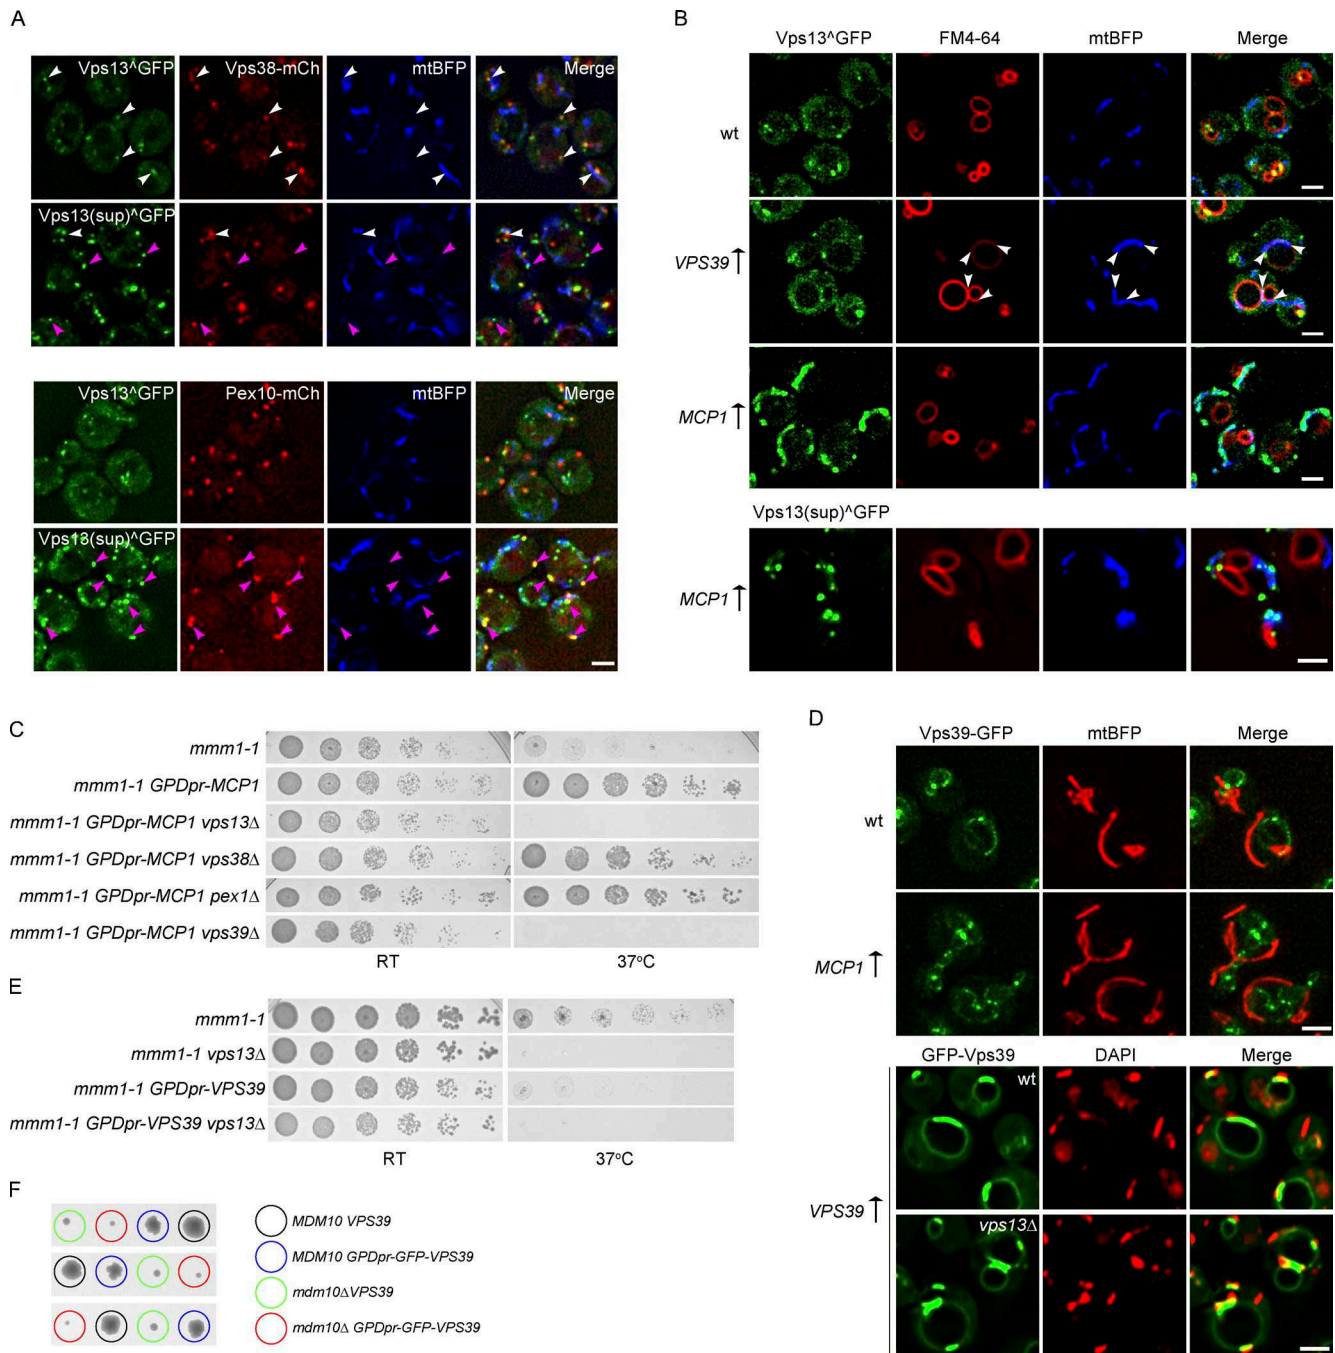 A
Vps13^GFP Vps38-mCh mtBFP Merge
Vps13(sup)^GFP
Vps13^GFP Pex10-mCh mtBFP Merge
Vps13(sup)^GFP
B
Vps13^GFP FM4-64 mtBFP Merge
wt
VPS39 ↑
MCP1 ↑
Vps13(sup)^GFP
MCP1 ↑
C
mmm1-1
mmm1-1 GPDpr-MCP1
mmm1-1 GPDpr-MCP1 vps13Δ
mmm1-1 GPDpr-MCP1 vps38Δ
mmm1-1 GPDpr-MCP1 pex1Δ
mmm1-1 GPDpr-MCP1 vps39Δ
RT 37°C
D
Vps39-GFP mtBFP Merge
wt
MCP1 ↑
GFP-Vps39 DAPI Merge
wt
VPS39 ↑
vps13Δ
E
mmm1-1
mmm1-1 vps13Δ
mmm1-1 GPDpr-VPS39
mmm1-1 GPDpr-VPS39 vps13Δ
RT 37°C
F
MDM10 VPS39
MDM10 GPDpr-GFP-VPS39
mdm10ΔVPS39
mdm10Δ GPDpr-GFP-VPS39